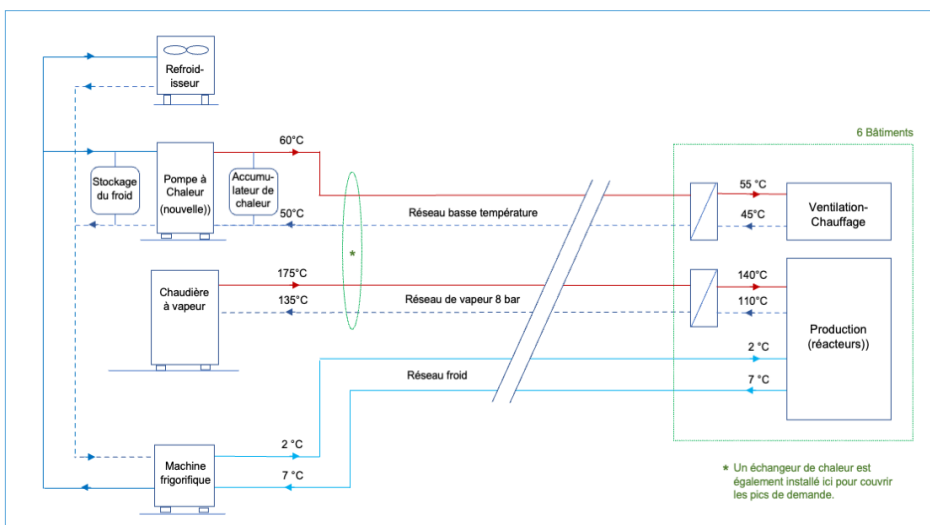 Refroid-
isseur
6 Bâtiments
60°C
Stockage
du froid
Pompe à
Chaleur
(nouvelle))
Accumu-
lateur de
chaleur
50°C
Réseau basse température
55 °C
45°C
Ventilation-
Chauffage
*
175°C
135°C
Chaudière
à vapeur
Réseau de vapeur 8 bar
140°C
110°C
Production
(réacteurs))
2 °C
7 °C
Réseau froid
2 °C
7 °C
Machine
frigorifique
* Un échangeur de chaleur est
également installé ici pour couvrir
les pics de demande.